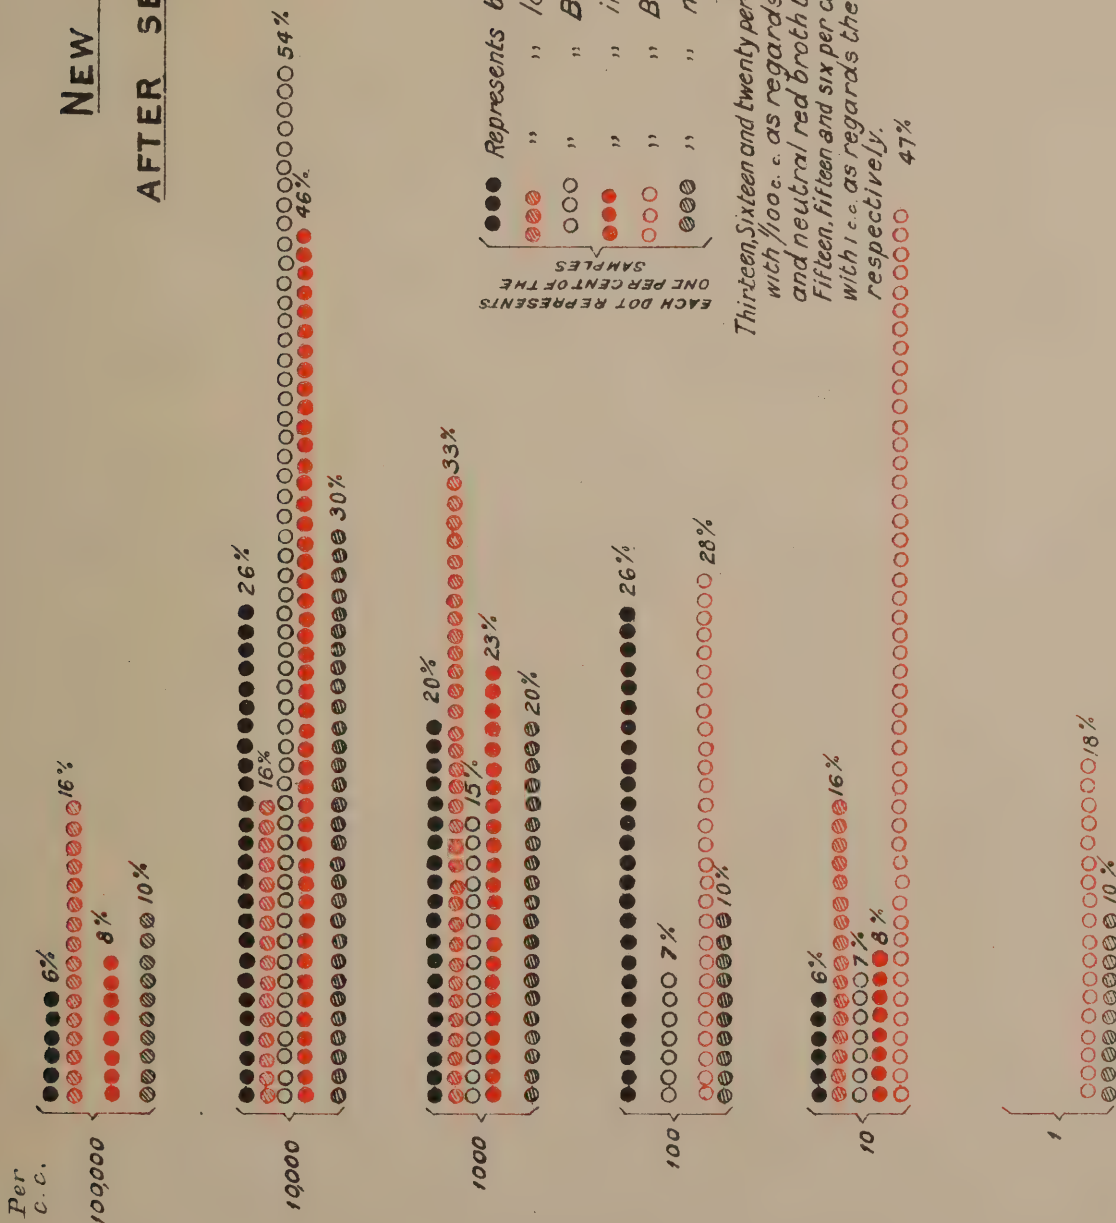 NEW
AFTER SE
Per
c.c.
100,000
6%
16%
8%
10%
10,000
26%
16%
54%
46%
30%
1000
20%
33%
15%
23%
20%
100
26%
7%
28%
10%
10
6%
16%
7%
8%
47%
1
18%
10%
EACH DOT REPRESENTS
ONE PER CENT OF THE
SAMPLES
Represents
,, ,,
,, ,, B
,, ,,
,, ,, B
,, ,,
Thirteen, Sixteen and twenty per
with 1/100 c.c. as regards
and neutral red broth
Fifteen, fifteen and six per c
with 1 c.c. as regards the
respectively.